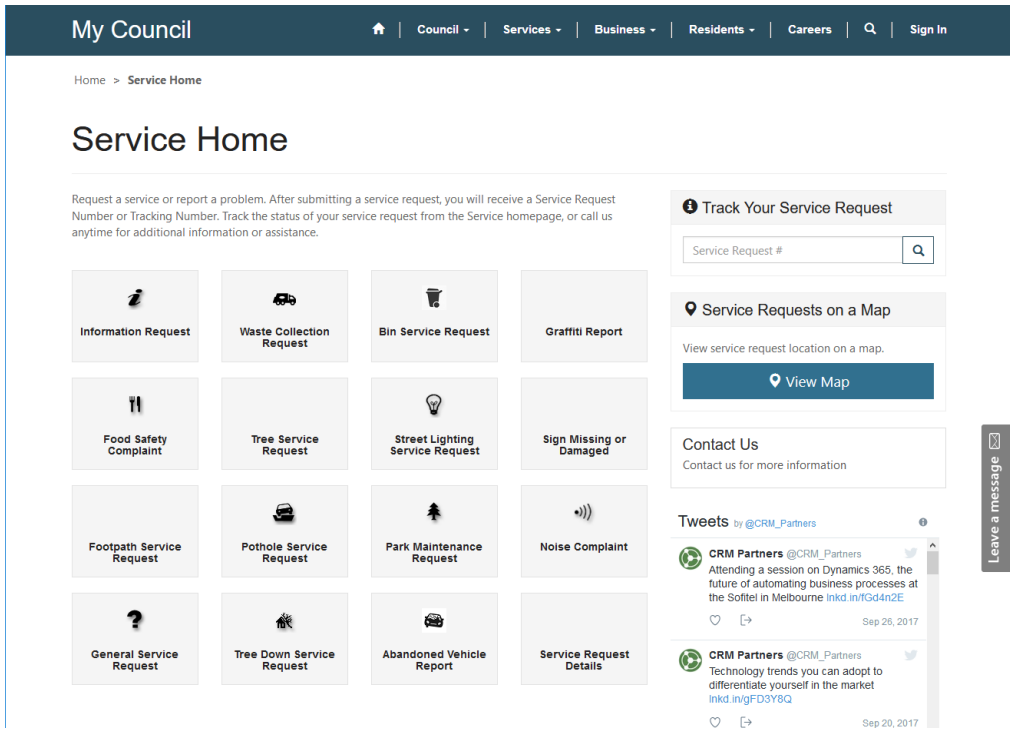 My Council
Council
Services
Business
Residents
Careers
Sign In
Home > Service Home
Service Home
Request a service or report a problem. After submitting a service request, you will receive a Service Request
Number or Tracking Number. Track the status of your service request from the Service homepage, or call us
anytime for additional information or assistance.
Information Request
Waste Collection
Request
Bin Service Request
Graffiti Report
Food Safety
Complaint
Tree Service
Request
Street Lighting
Service Request
Sign Missing or
Damaged
Footpath Service
Request
Pothole Service
Request
Park Maintenance
Request
Noise Complaint
General Service
Request
Tree Down Service
Request
Abandoned Vehicle
Report
Service Request
Details
Track Your Service Request
Service Request #
Service Requests on a Map
View service request location on a map.
View Map
Contact Us
Contact us for more information
Tweets by @CRM_Partners
CRM Partners @CRM_Partners
Attending a session on Dynamics 365, the
future of automating business processes at
the Sofitel in Melbourne lnkd.in/fGd4n2E
Sep 26, 2017
CRM Partners @CRM_Partners
Technology trends you can adopt to
differentiate yourself in the market
lnkd.in/gFD3Y8Q
Sep 20, 2017
Leave a message